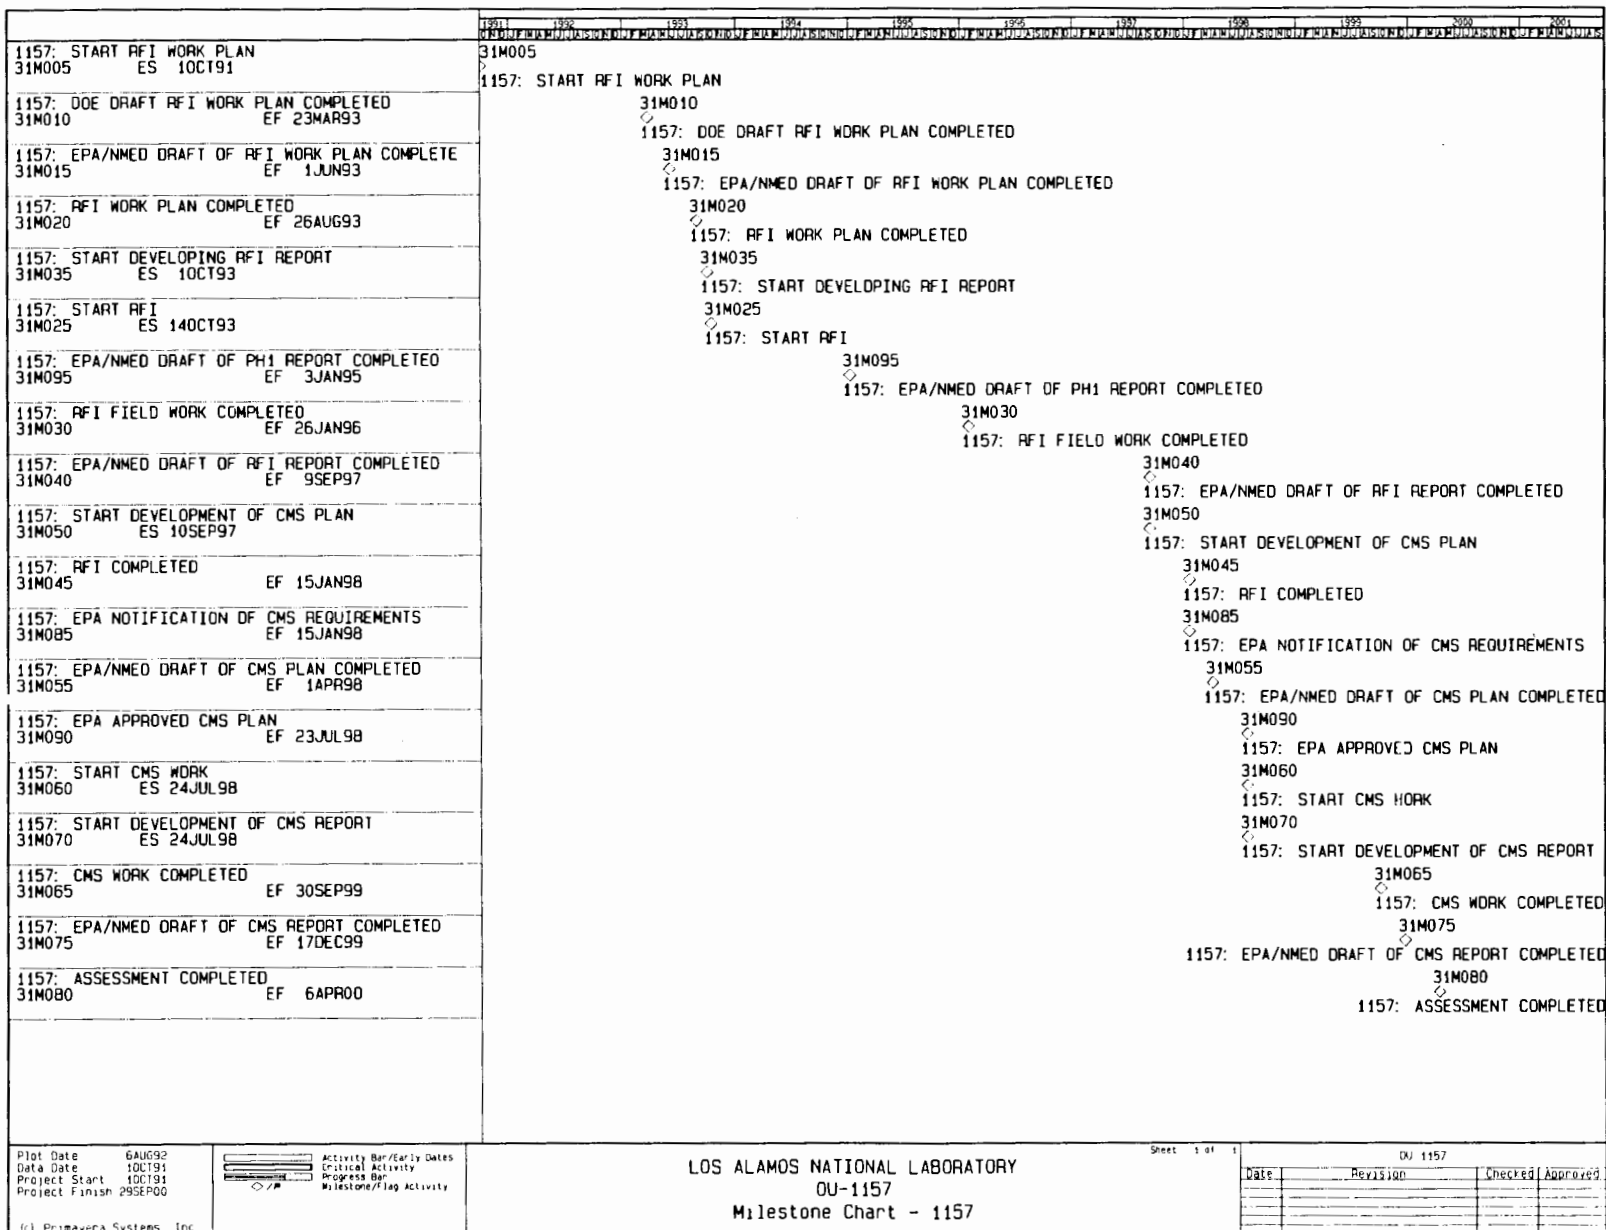 1991 1992 1993 1994 1995 1996 1997 1998 1999 2000 2001
1157: START RFI WORK PLAN
31M005 ES 1OCT91
31M005
1157: START RFI WORK PLAN
1157: DOE DRAFT RFI WORK PLAN COMPLETED
31M010 EF 23MAR93
31M010
1157: DOE DRAFT RFI WORK PLAN COMPLETED
1157: EPA/NMED DRAFT OF RFI WORK PLAN COMPLETE
31M015 EF 1JUN93
31M015
1157: EPA/NMED DRAFT OF RFI WORK PLAN COMPLETED
1157: RFI WORK PLAN COMPLETED
31M020 EF 26AUG93
31M020
1157: RFI WORK PLAN COMPLETED
1157: START DEVELOPING RFI REPORT
31M035 ES 1OCT93
31M035
1157: START DEVELOPING RFI REPORT
1157: START RFI
31M025 ES 14OCT93
31M025
1157: START RFI
1157: EPA/NMED DRAFT OF PH1 REPORT COMPLETED
31M095 EF 3JAN95
31M095
1157: EPA/NMED DRAFT OF PH1 REPORT COMPLETED
1157: RFI FIELD WORK COMPLETED
31M030 EF 26JAN96
31M030
1157: RFI FIELD WORK COMPLETED
1157: EPA/NMED DRAFT OF RFI REPORT COMPLETED
31M040 EF 9SEP97
31M040
1157: EPA/NMED DRAFT OF RFI REPORT COMPLETED
1157: START DEVELOPMENT OF CMS PLAN
31M050 ES 10SEP97
31M050
1157: START DEVELOPMENT OF CMS PLAN
1157: RFI COMPLETED
31M045 EF 15JAN98
31M045
1157: RFI COMPLETED
1157: EPA NOTIFICATION OF CMS REQUIREMENTS
31M085 EF 15JAN98
31M085
1157: EPA NOTIFICATION OF CMS REQUIREMENTS
1157: EPA/NMED DRAFT OF CMS PLAN COMPLETED
31M055 EF 1APR98
31M055
1157: EPA/NMED DRAFT OF CMS PLAN COMPLETED
1157: EPA APPROVED CMS PLAN
31M090 EF 23JUL98
31M090
1157: EPA APPROVED CMS PLAN
1157: START CMS WORK
31M060 ES 24JUL98
31M060
1157: START CMS WORK
1157: START DEVELOPMENT OF CMS REPORT
31M070 ES 24JUL98
31M070
1157: START DEVELOPMENT OF CMS REPORT
1157: CMS WORK COMPLETED
31M065 EF 30SEP99
31M065
1157: CMS WORK COMPLETED
1157: EPA/NMED DRAFT OF CMS REPORT COMPLETED
31M075 EF 17DEC99
31M075
1157: EPA/NMED DRAFT OF CMS REPORT COMPLETED
1157: ASSESSMENT COMPLETED
31M080 EF 6APR00
31M080
1157: ASSESSMENT COMPLETED
Plot Date 6AUG92
Data Date 1OCT91
Project Start 1OCT91
Project Finish 29SEP00
(c) Primavera Systems, Inc.
Activity Bar/Early Dates
Critical Activity
Progress Bar
Milestone/Flag Activity
LOS ALAMOS NATIONAL LABORATORY
OU-1157
Milestone Chart - 1157
Sheet 1 of 1
OU 1157
Date Revision Checked Approved